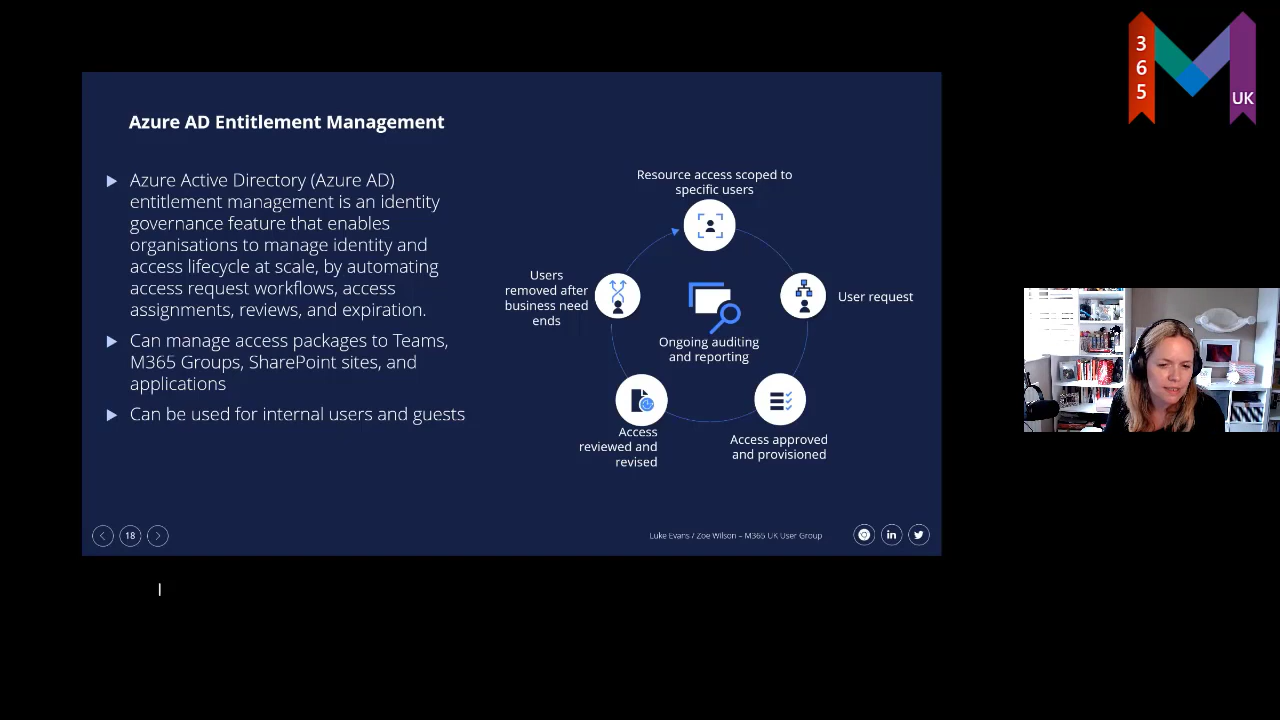 3
6
5
UK
Azure AD Entitlement Management
Azure Active Directory (Azure AD)
entitlement management is an identity
governance feature that enables
organisations to manage identity and
access lifecycle at scale, by automating
access request workflows, access
assignments, reviews, and expiration.
Can manage access packages to Teams,
M365 Groups, SharePoint sites, and
applications
Can be used for internal users and guests
Resource access scoped to
specific users
User request
Access approved
and provisioned
Access
reviewed and
revised
Users
removed after
business need
ends
Ongoing auditing
and reporting
18
Luke Evans / Zoe Wilson – M365 UK User Group
in